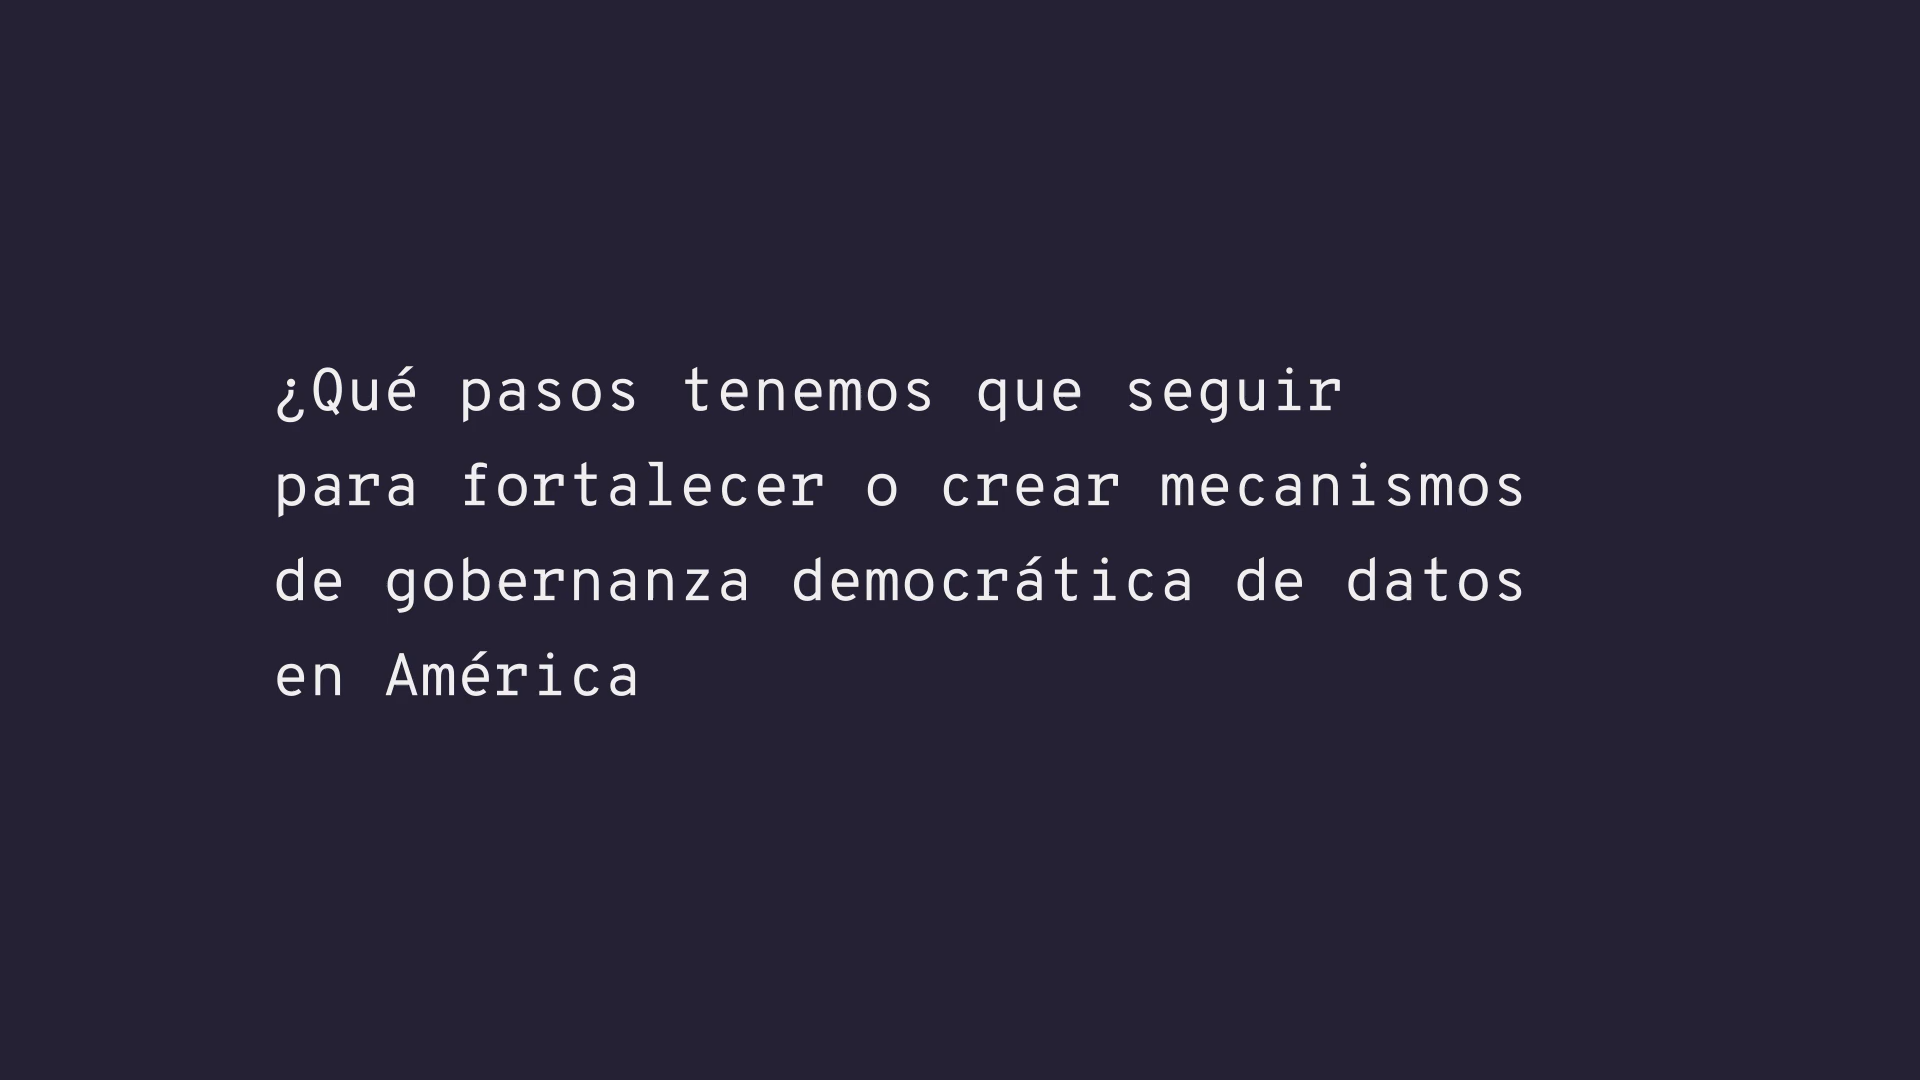 ¿Qué pasos tenemos que seguir
para fortalecer o crear mecanismos
de gobernanza democrática de datos
en América